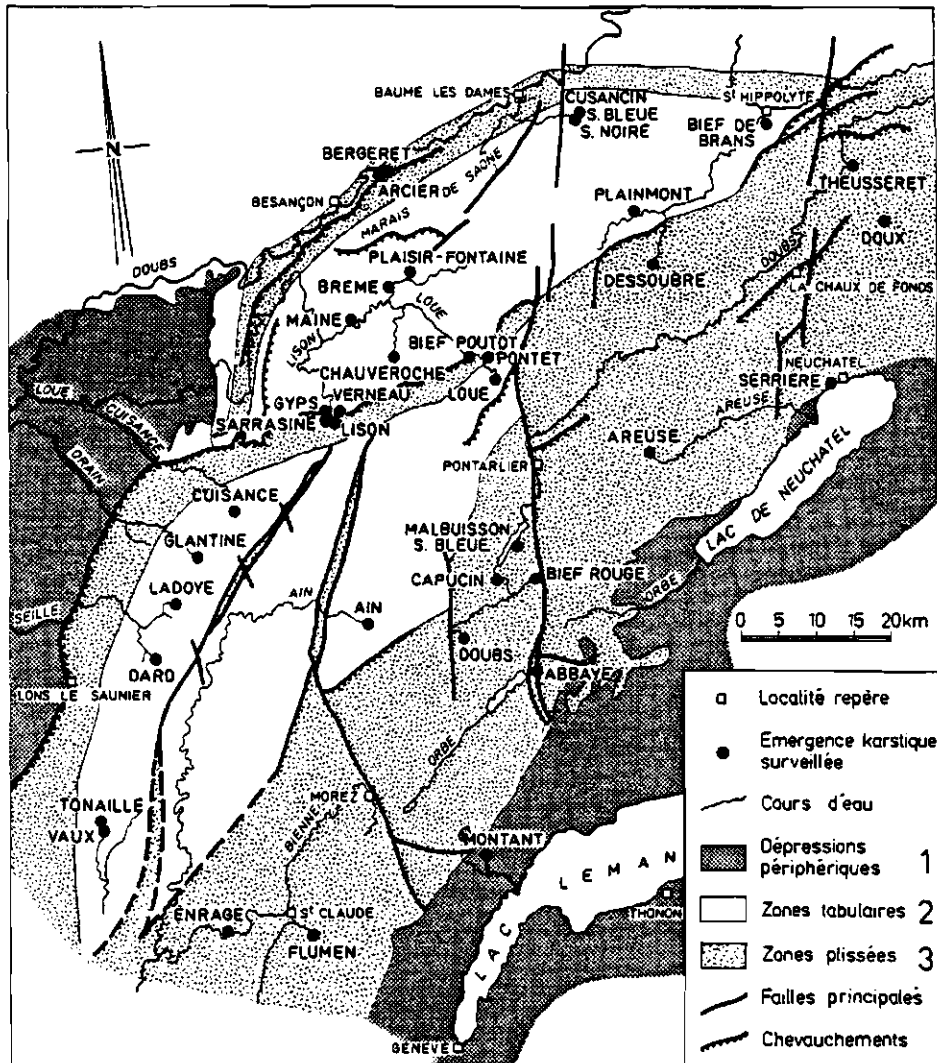 BAUME LES DAMES
St HIPPOLYTE
CUSANCIN
S. BLEUE
S. NOIRE
BIEF DE
BRANS
N
BERGERET
ARCIER
MARAIS DE SAÔNE
THEUSSERET
BESANÇON
PLAINMONT
DOUX
PLAISIR-FONTAINE
DOUBS
DOUBS
DESSOUBRE
BREME
LA CHAUX DE FONDS
LOUE
MAINE
LISON
BIEF POUTOT
PONTET
NEUCHATEL
CHAUVEROCHE
LOUE
SERRIERE
LOUE
VERNEAU
GYPS
AREUSE
CUISANCE
SARRASINE
LISON
AREUSE
DRAIN
PONTARLIER
LAC DE NEUCHATEL
CUISANCE
MALBUISSON
S. BLEUE
GLANTINE
CAPUCIN
BIEF ROUGE
ORBE
LADOYE
SEILLE
AIN
AIN
0 5 10 15 20km
DOUBS
DARD
ABBAYE
LONS LE SAUNIER
ORBE
TONAILLE
VAUX
MOREZ
BIENNE
MONTANT
LAC LEMAN
THONON
ENRAGE
St CLAUDE
FLUMEN
GENÈVE
Localité repère
Emergence karstique
surveillée
Cours d'eau
Dépressions
périphériques 1
Zones tabulaires 2
Zones plissées 3
Failles principales
Chevauchements